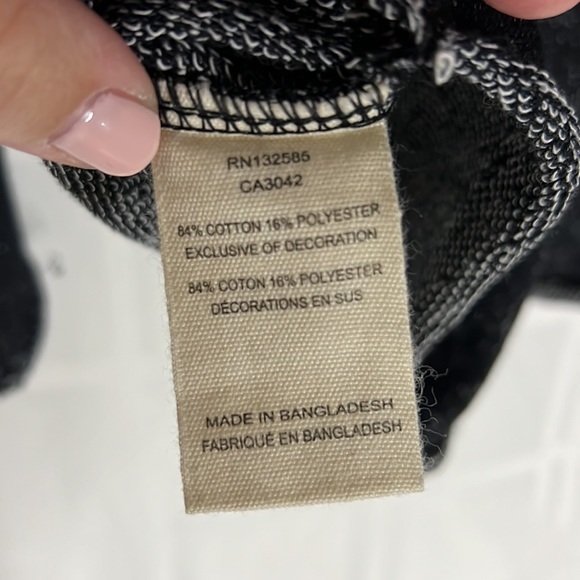 RN132585
CA3042
84% COTTON 16% POLYESTER
EXCLUSIVE OF DECORATION
84% COTON 16% POLYESTER
DÉCORATIONS EN SUS
MADE IN BANGLADESH
FABRIQUÉ EN BANGLADESH